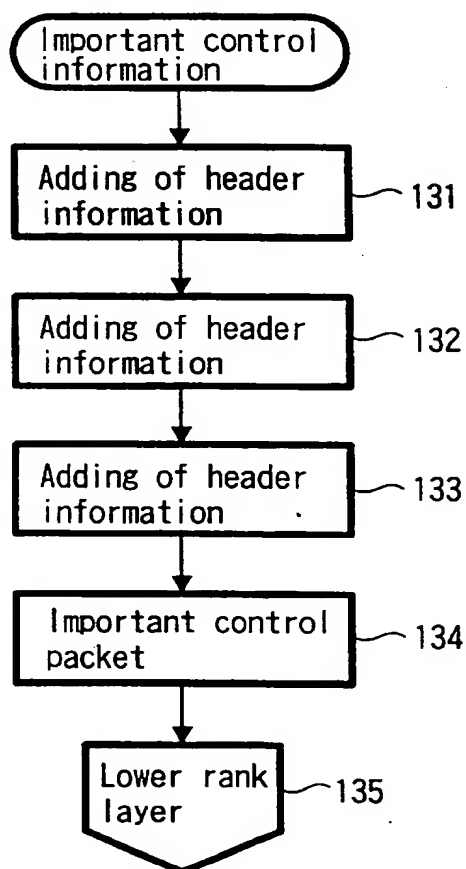 Important control
information
Adding of header
information
131
Adding of header
information
132
Adding of header
information
133
Important control
packet
134
Lower rank
layer
135